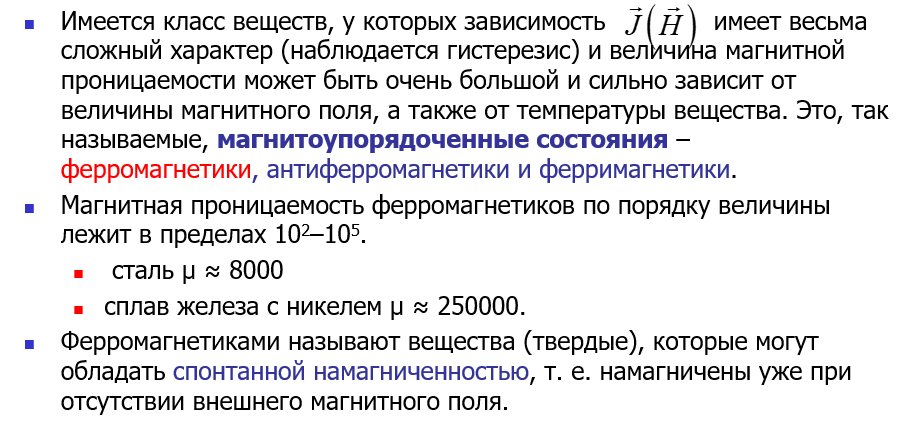 Имеется класс веществ, у которых зависимость J⃗(H⃗) имеет весьма
сложный характер (наблюдается гистерезис) и величина магнитной
проницаемости может быть очень большой и сильно зависит от
величины магнитного поля, а также от температуры вещества. Это, так
называемые, магнитоупорядоченные состояния –
ферромагнетики, антиферромагнетики и ферримагнетики.
Магнитная проницаемость ферромагнетиков по порядку величины
лежит в пределах 10²–10⁵.
сталь μ ≈ 8000
сплав железа с никелем μ ≈ 250000.
Ферромагнетиками называют вещества (твердые), которые могут
обладать спонтанной намагниченностью, т. е. намагничены уже при
отсутствии внешнего магнитного поля.